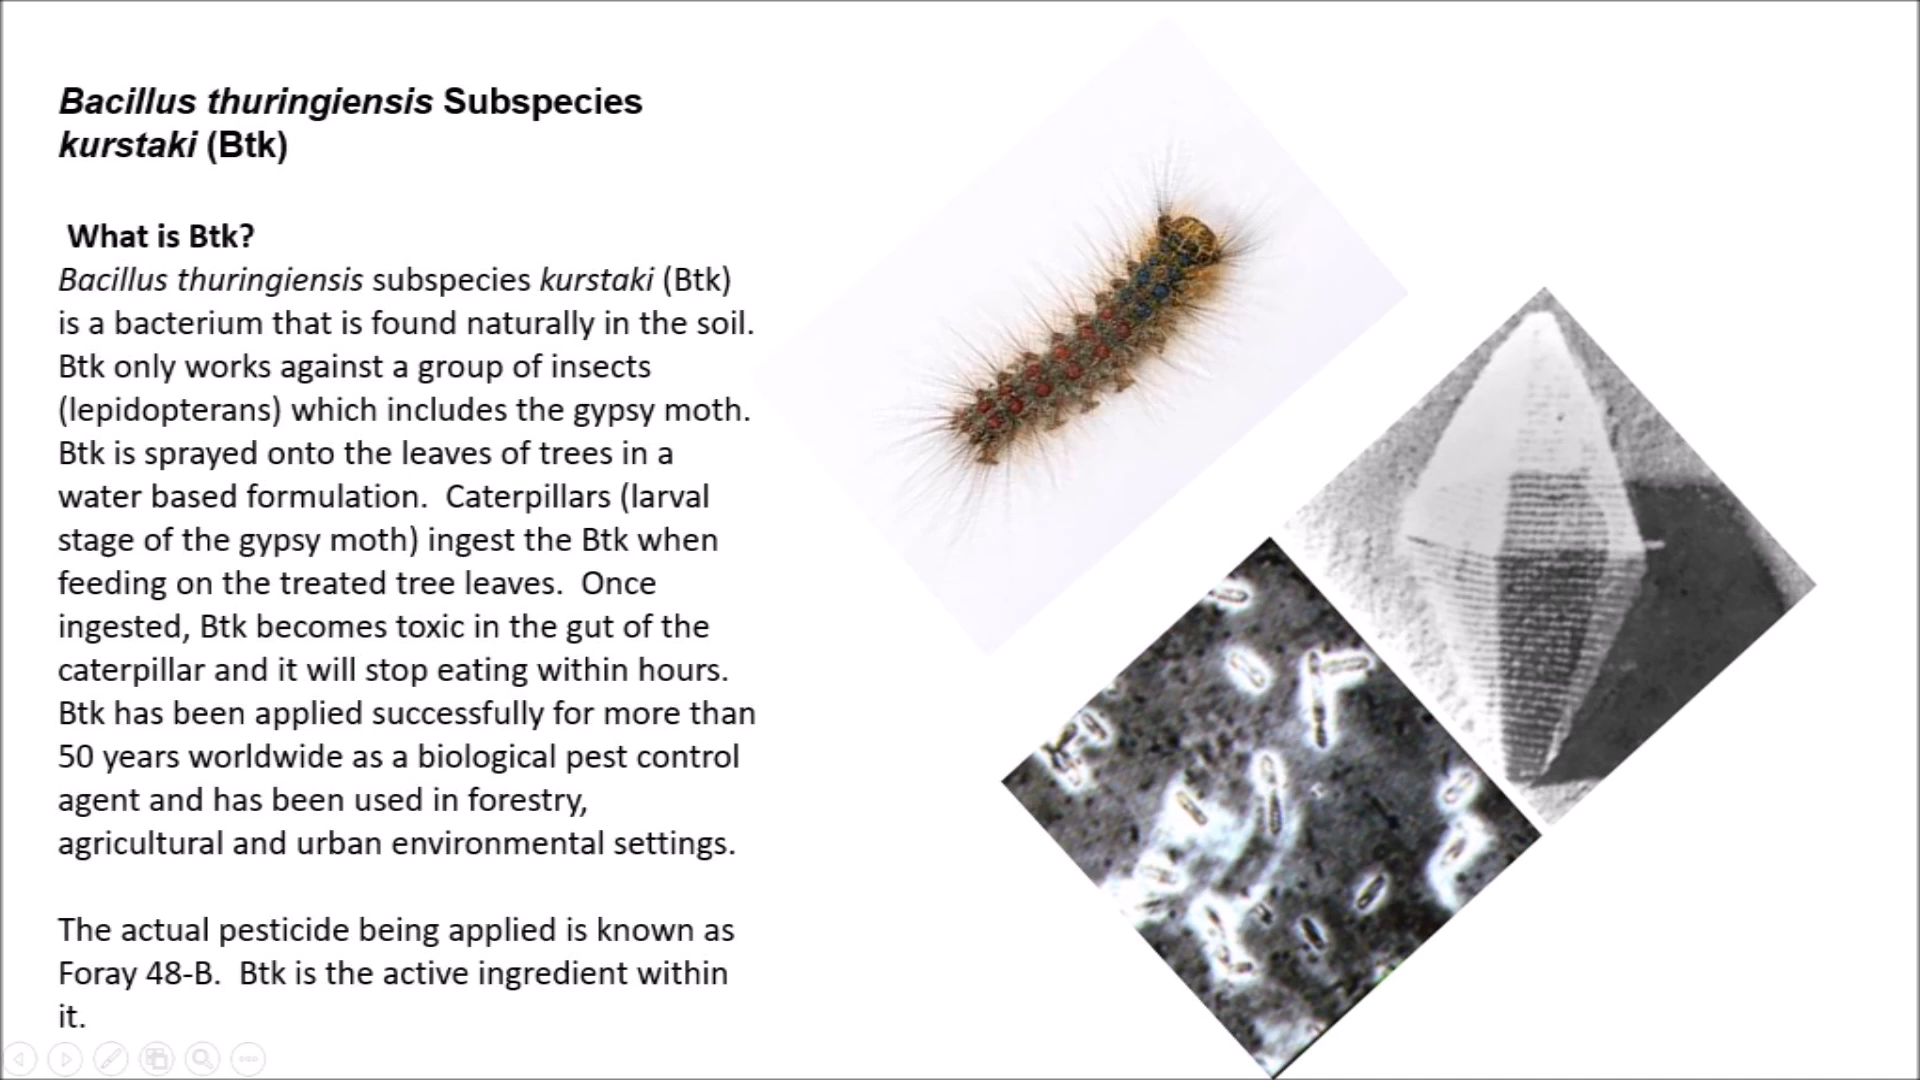 Bacillus thuringiensis Subspecies
kurstaki (Btk)
What is Btk?
Bacillus thuringiensis subspecies kurstaki (Btk)
is a bacterium that is found naturally in the soil.
Btk only works against a group of insects
(lepidopterans) which includes the gypsy moth.
Btk is sprayed onto the leaves of trees in a
water based formulation.  Caterpillars (larval
stage of the gypsy moth) ingest the Btk when
feeding on the treated tree leaves.  Once
ingested, Btk becomes toxic in the gut of the
caterpillar and it will stop eating within hours.
Btk has been applied successfully for more than
50 years worldwide as a biological pest control
agent and has been used in forestry,
agricultural and urban environmental settings.
The actual pesticide being applied is known as
Foray 48-B.  Btk is the active ingredient within
it.